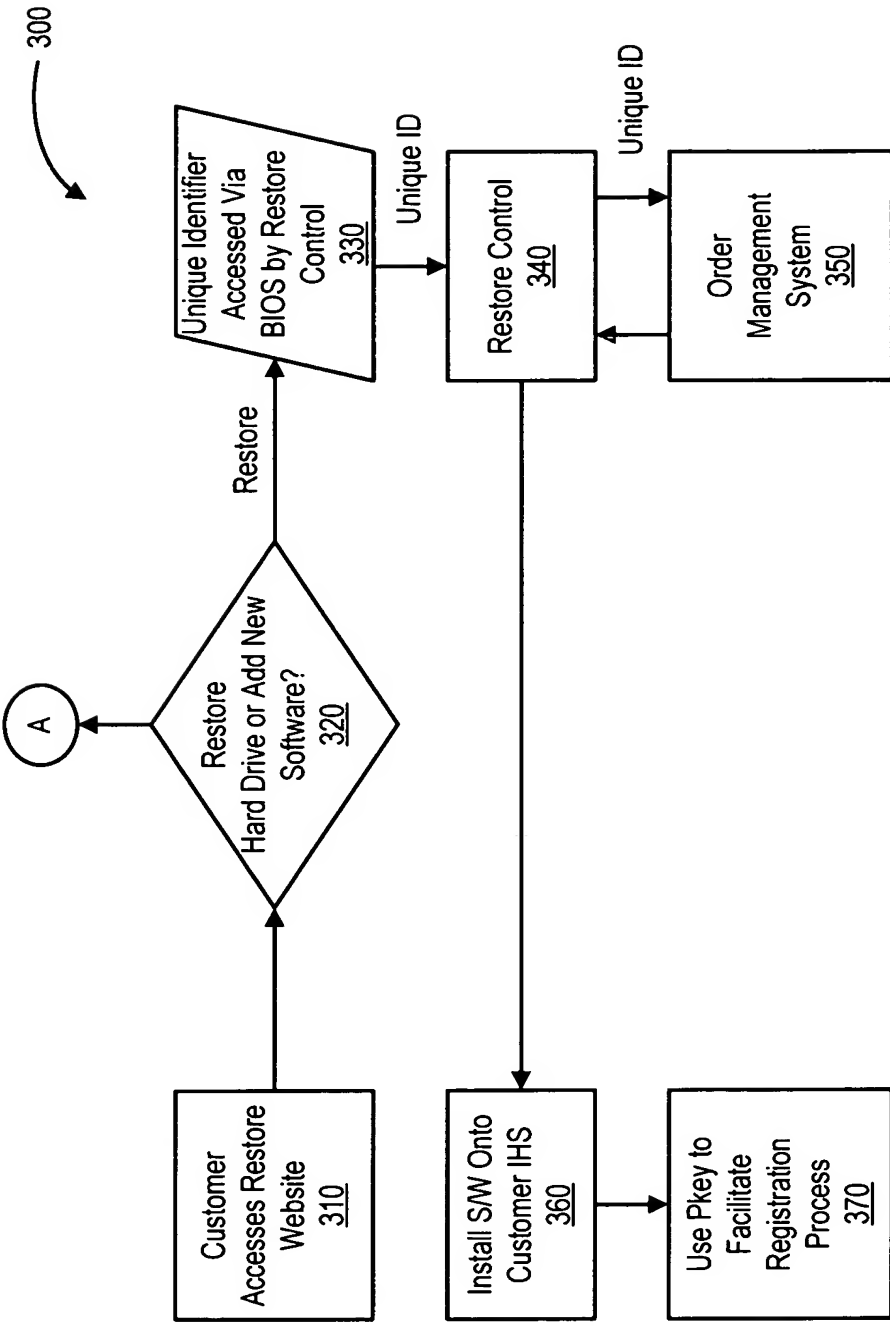 300
A
Customer
Accesses Restore
Website
310
Restore
Hard Drive or Add New
Software?
320
Restore
Unique Identifier
Accessed Via
BIOS by Restore
Control
330
Unique ID
Restore Control
340
Unique ID
Order
Management
System
350
Install S/W Onto
Customer IHS
360
Use Pkey to
Facilitate
Registration
Process
370